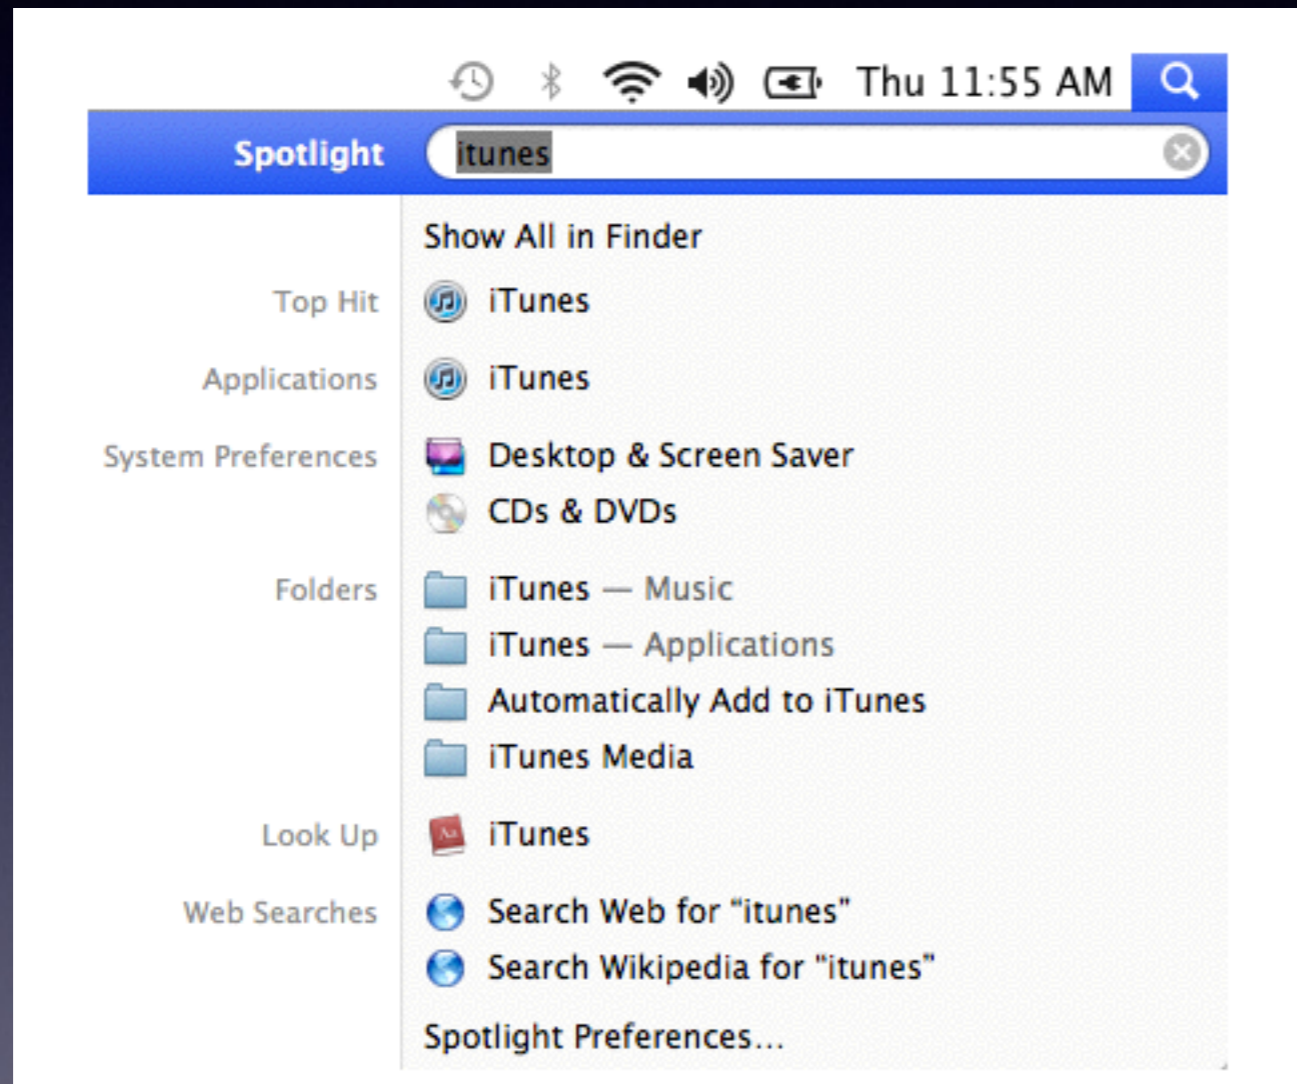 Thu 11:55 AM
Spotlight itunes
Show All in Finder
Top Hit iTunes
Applications iTunes
System Preferences Desktop & Screen Saver
CDs & DVDs
Folders iTunes — Music
iTunes — Applications
Automatically Add to iTunes
iTunes Media
Look Up Aa iTunes
Web Searches Search Web for “itunes”
Search Wikipedia for “itunes”
Spotlight Preferences...